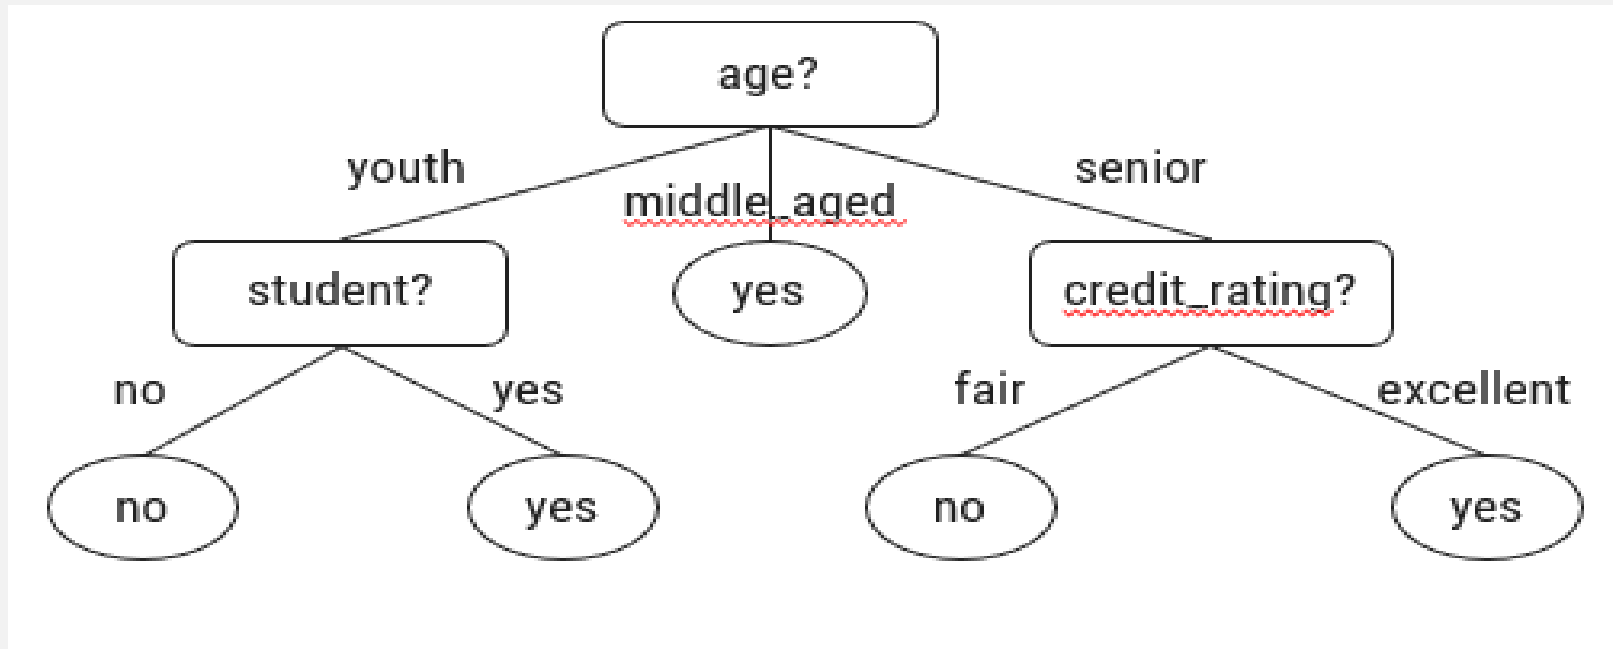 age?
youth
senior
middle_aged
student?
yes
credit_rating?
no
yes
fair
excellent
no
yes
no
yes